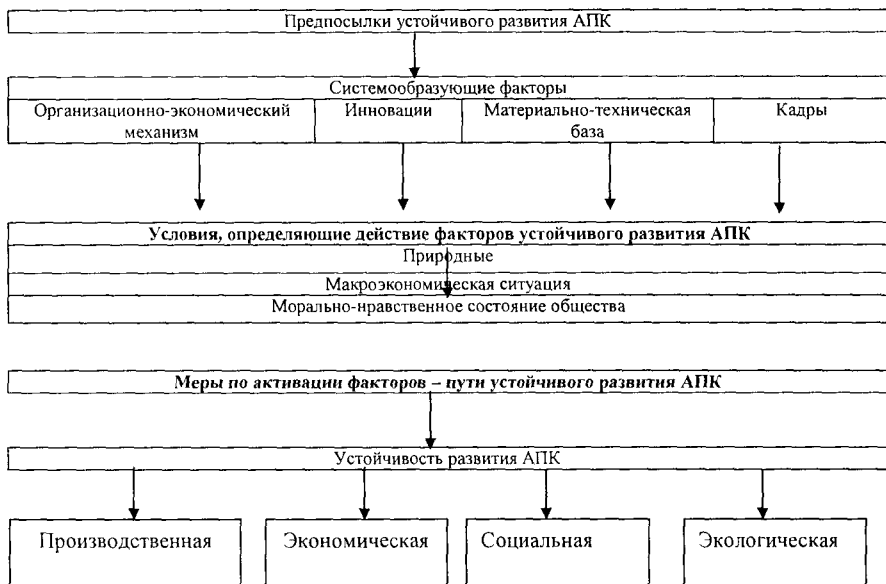 Предпосылки устойчивого развития АПК
Системообразующие факторы
Организационно-экономический
механизм
Инновации
Материально-техническая
база
Кадры
Условия, определяющие действие факторов устойчивого развития АПК
Природные
Макроэкономическая ситуация
Морально-нравственное состояние общества
Меры по активации факторов – пути устойчивого развития АПК
Устойчивость развития АПК
Производственная
Экономическая
Социальная
Экологическая